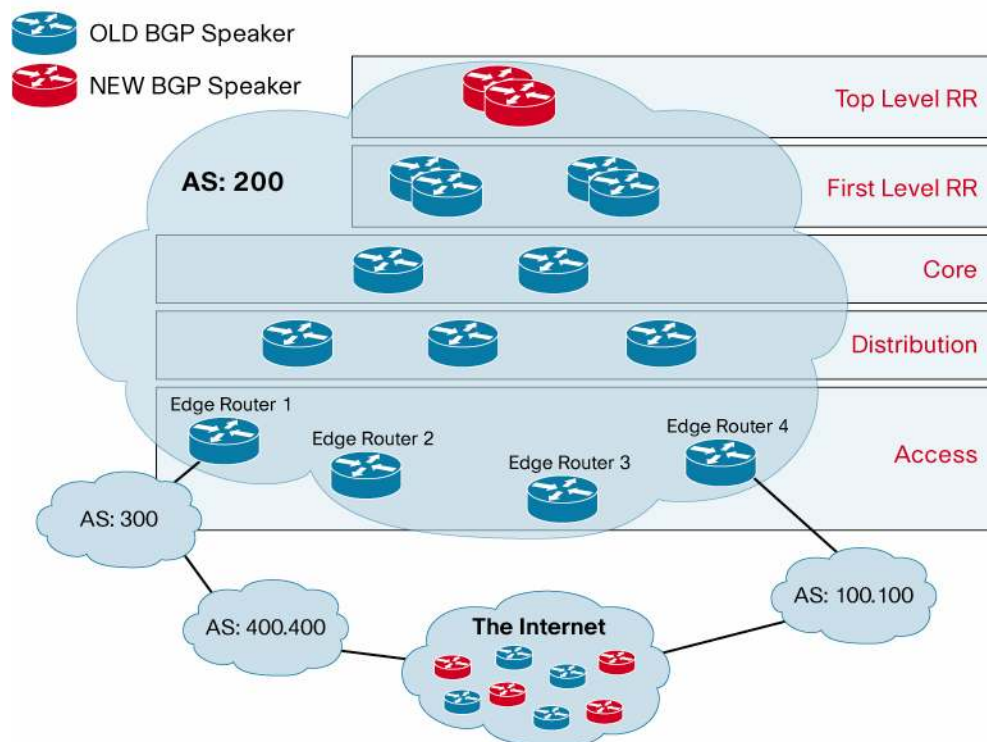 OLD BGP Speaker
NEW BGP Speaker
Top Level RR
AS: 200
First Level RR
Core
Distribution
Edge Router 1
Edge Router 2
Edge Router 3
Edge Router 4
Access
AS: 300
AS: 400.400
The Internet
AS: 100.100